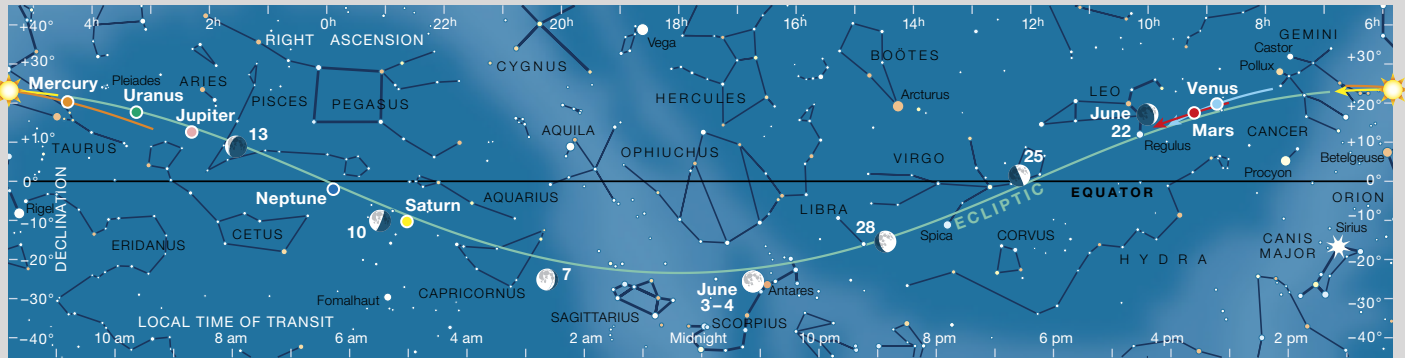 +40° 4h 2h 0h 22h 20h 18h 16h 14h 12h 10h 8h 6h
RIGHT ASCENSION
GEMINI
+40°
Vega
Castor
BOÖTES
+30°
CYGNUS
Pollux
+30°
Mercury
Pleiades
ARIES
Uranus
PISCES
PEGASUS
HERCULES
Arcturus
LEO
Venus
+20°
Jupiter
June
22
Mars
13
AQUILA
CANCER
+10°
TAURUS
OPHIUCHUS
VIRGO
25
Regulus
+10°
Betelgeuse
Procyon
0°
Neptune
AQUARIUS
EQUATOR
0°
Rigel
DECLINATION
Saturn
LIBRA
ECLIPTIC
ORION
–10°
ERIDANUS
CETUS
10
28
Spica
CORVUS
–10°
Sirius
CANIS
MAJOR
–20°
7
HYDRA
–20°
–30°
Fomalhaut
CAPRICORNUS
June
3–4
Antares
–30°
LOCAL TIME OF TRANSIT
SAGITTARIUS
SCORPIUS
–40° 10 am 8 am 6 am 4 am 2 am Midnight 10 pm 8 pm 6 pm 4 pm 2 pm –40°